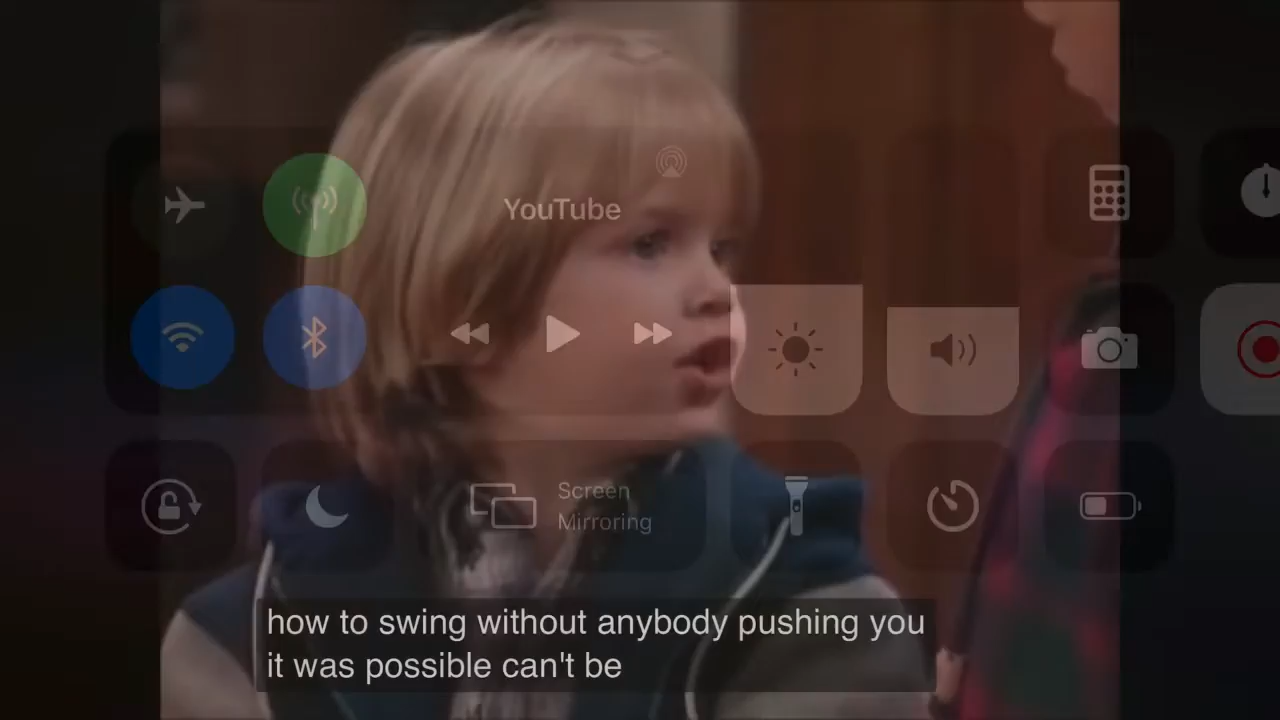 YouTube
Screen
Mirroring
how to swing without anybody pushing you
it was possible can't be